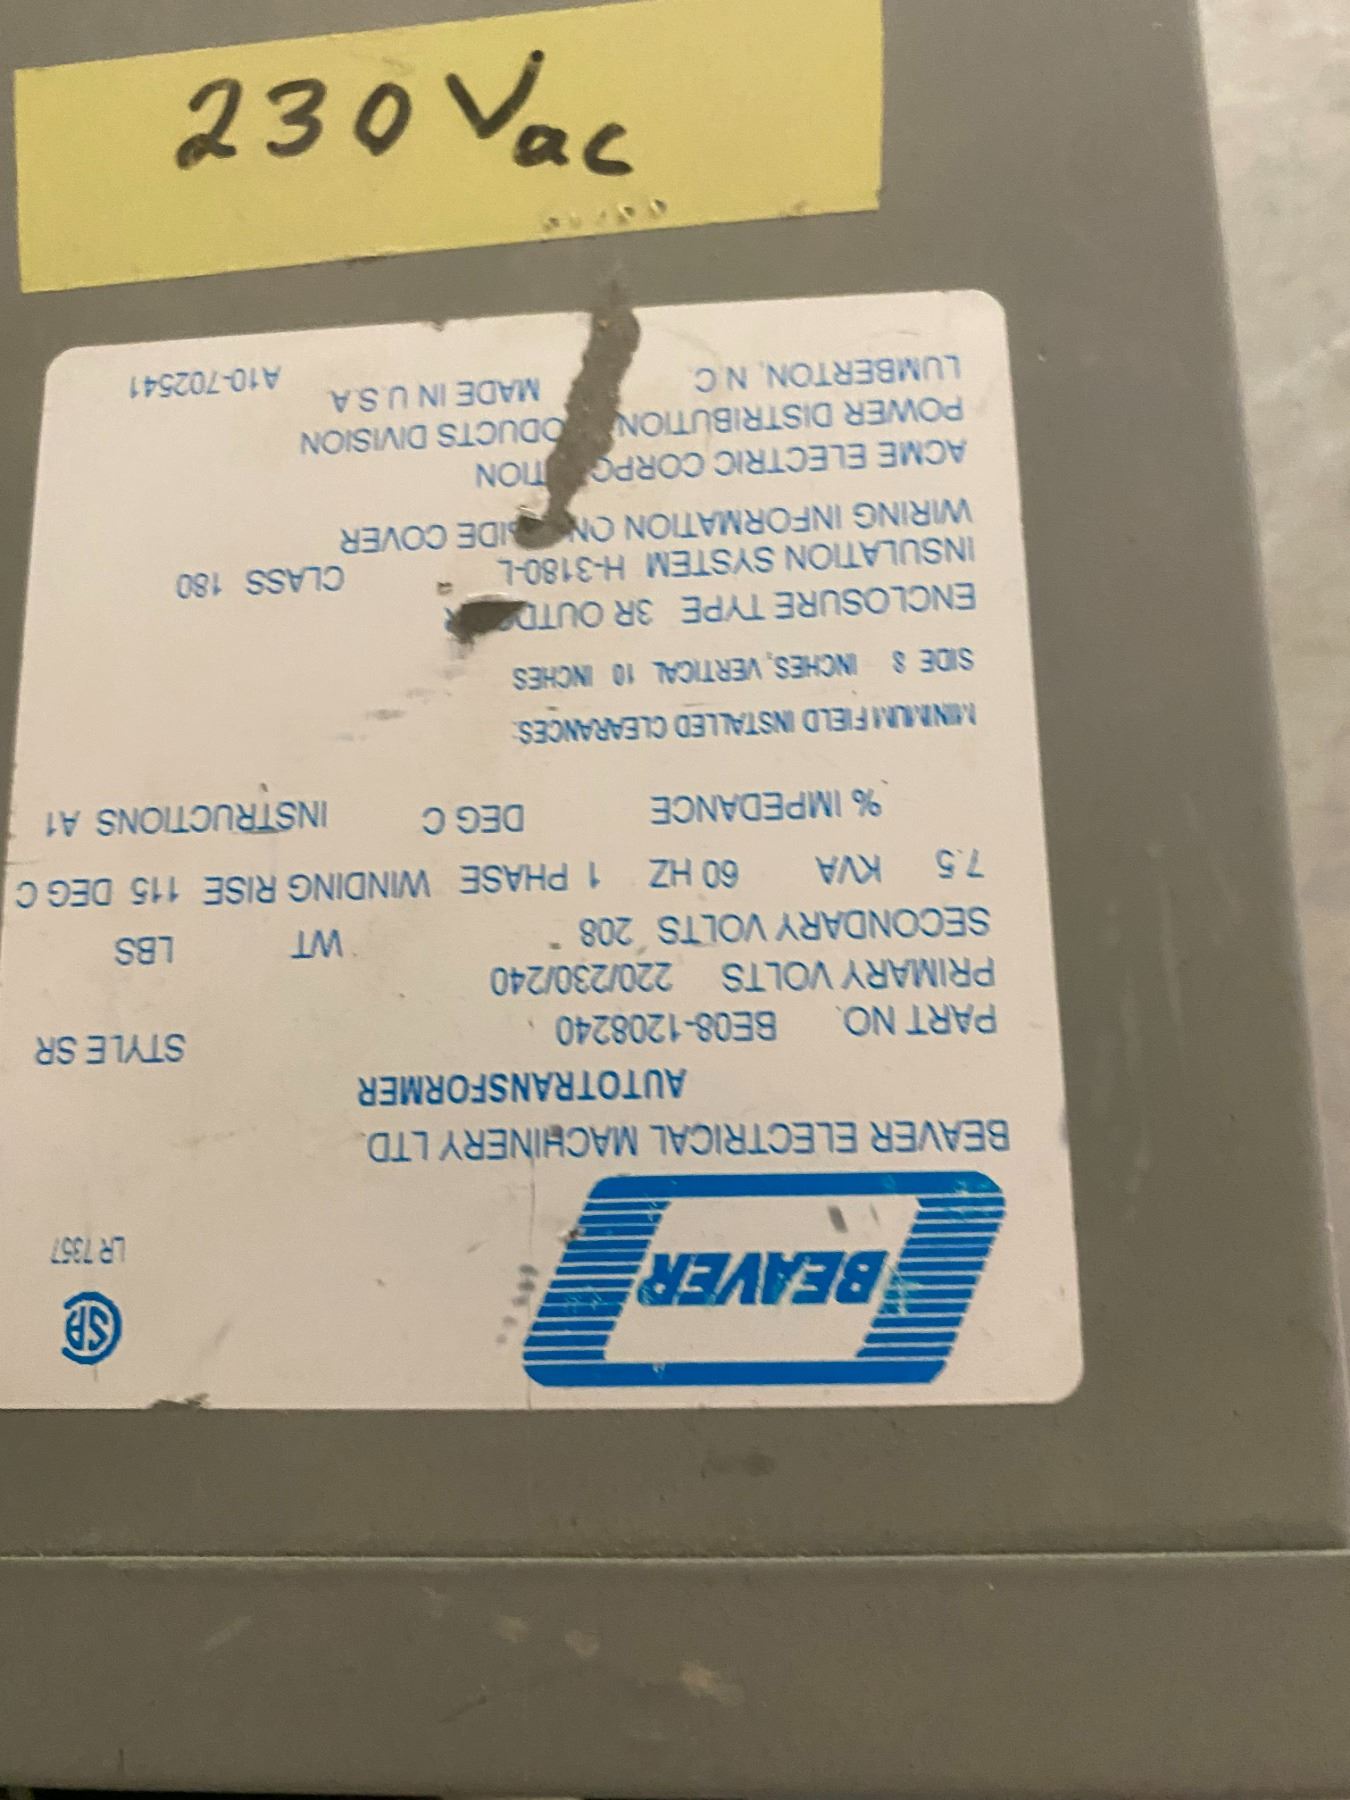 230 Vac
BEAVER
LR 7357
BEAVER ELECTRICAL MACHINERY LTD.
AUTOTRANSFORMER
PART NO. BE08-1208240 STYLE SR
PRIMARY VOLTS 220/230/240
SECONDARY VOLTS 208 WT LBS
7.5 KVA 60 HZ 1 PHASE WINDING RISE 115 DEG C
% IMPEDANCE DEG C INSTRUCTIONS A1
MINIMUM FIELD INSTALLED CLEARANCES:
SIDE 3 INCHES, VERTICAL 10 INCHES
ENCLOSURE TYPE 3R
INSULATION SYSTEM H-3180-L CLASS 180
WIRING INFORMATION ON COVER
ACME ELECTRIC
POWER DISTRIBUTION DIVISION
LUMBERTON, N.C. MADE IN U.S.A. A10-702541